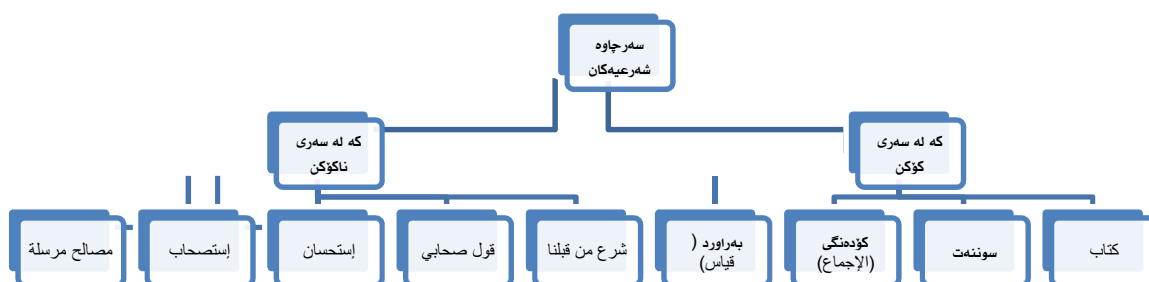 سەرچاوە
شەرعیەکان
کە لە سەری
کۆکن
کە لە سەری
ناکۆکن
كتاب
سوننەت
کۆدەنگی
(الإجماع)
بەراورد (
قیاس)
شرع من قبلنا
قول صحابي
إستحسان
إستصحاب
مصالح مرسلة